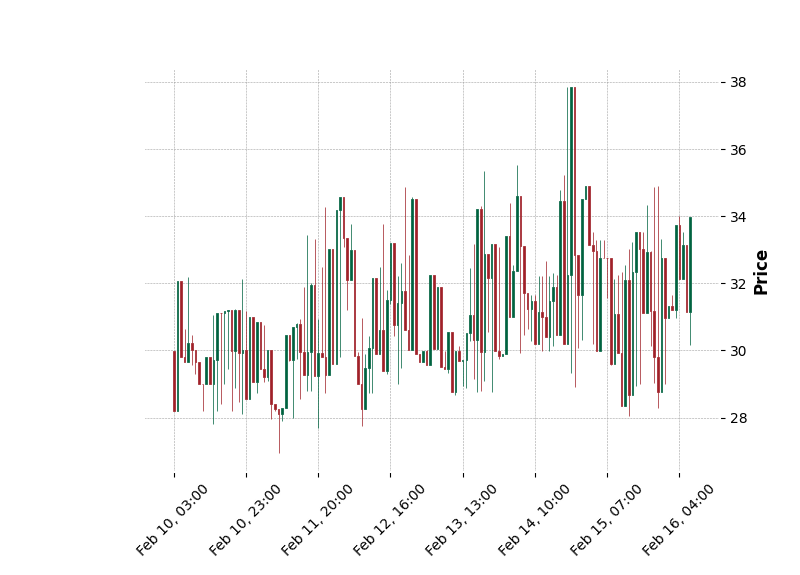 38
36
34
32
30
28
Price
Feb 10, 03:00
Feb 10, 23:00
Feb 11, 20:00
Feb 12, 16:00
Feb 13, 13:00
Feb 14, 10:00
Feb 15, 07:00
Feb 16, 04:00